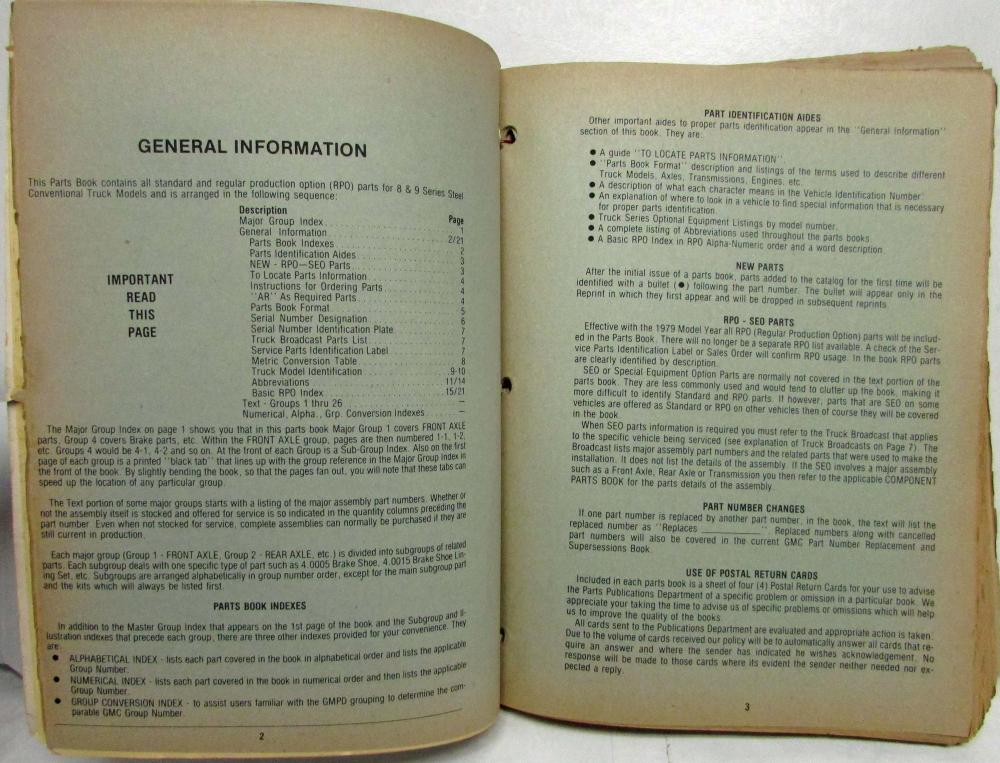 GENERAL INFORMATION
This Parts Book contains all standard and regular production option (RPO) parts for 8 & 9 Series Steel
Conventional Truck Models and is arranged in the following sequence:
Description Page
Major Group Index 1
General Information 2/21
Parts Book Indexes 2
Parts Identification Aides 3
NEW - RPO—SEO Parts 3
To Locate Parts Information 4
Instructions for Ordering Parts 4
"AR" As Required Parts 4
Parts Book Format 5
Serial Number Designation 6
Serial Number Identification Plate 7
Truck Broadcast Parts List 7
Service Parts Identification Label 7
Metric Conversion Table 8
Truck Model Identification 9-10
Abbreviations 11/14
Basic RPO Index 15/21
Text - Groups 1 thru 26 —
Numerical, Alpha., Grp. Conversion Indexes —
IMPORTANT
READ
THIS
PAGE
The Major Group Index on page 1 shows you that in this parts book Major Group 1 covers FRONT AXLE
parts, Group 4 covers Brake parts, etc. Within the FRONT AXLE group, pages are then numbered 1-1, 1-2,
etc. Groups 4 would be 4-1, 4-2 and so on. At the front of each Group is a Sub-Group Index. Also on the first
page of each group is a printed "black tab" that lines up with the group reference in the Major Group Index in
the front of the book. By slightly bending the book, so that the pages fan out, you will note that these tabs can
speed up the location of any particular group.
The Text portion of some major groups starts with a listing of the major assembly part numbers. Whether or
not the assembly itself is stocked and offered for service is so indicated in the quantity columns preceding the
part number. Even when not stocked for service, complete assemblies can normally be purchased if they are
still current in production.
Each major group (Group 1 - FRONT AXLE, Group 2 - REAR AXLE, etc.) is divided into subgroups of related
parts. Each subgroup deals with one specific type of part such as 4.0005 Brake Shoe, 4.0015 Brake Shoe Lin-
ing Set, etc. Subgroups are arranged alphabetically in group number order, except for the main subgroup part
and the kits which will always be listed first.
PARTS BOOK INDEXES
In addition to the Master Group Index that appears on the 1st page of the book and the Subgroup and Il-
lustration indexes that precede each group, there are three other indexes provided for your convenience. They
are:
● ALPHABETICAL INDEX - lists each part covered in the book in alphabetical order and lists the applicable
Group Number.
● NUMERICAL INDEX - lists each part covered in the book in numerical order and then lists the applicable
Group Number.
● GROUP CONVERSION INDEX - to assist users familiar with the GMPD grouping to determine the com-
parable GMC Group Number.
2
PART IDENTIFICATION AIDES
Other important aides to proper parts identification appear in the "General Information"
section of this book. They are:
● A guide "TO LOCATE PARTS INFORMATION".
● "Parts Book Format" description and listings of the terms used to describe different
Truck Models, Axles, Transmissions, Engines, etc.
● A description of what each character means in the Vehicle Identification Number.
● An explanation of where to look in a vehicle to find special information that is necessary
for proper parts identification.
● Truck Series Optional Equipment Listings by model number.
● A complete listing of Abbreviations used throughout the parts books.
● A Basic RPO Index in RPO Alpha-Numeric order and a word description.
NEW PARTS
After the initial issue of a parts book, parts added to the catalog for the first time will be
identified with a bullet (●) following the part number. The bullet will appear only in the
Reprint in which they first appear and will be dropped in subsequent reprints.
RPO - SEO PARTS
Effective with the 1979 Model Year all RPO (Regular Production Option) parts will be includ-
ed in the Parts Book. There will no longer be a separate RPO list available. A check of the Ser-
vice Parts Identification Label or Sales Order will confirm RPO usage. In the book RPO parts
are clearly identified by description.
SEO or Special Equipment Option Parts are normally not covered in the text portion of the
parts book. They are less commonly used and would tend to clutter up the book, making it
more difficult to identify Standard and RPO parts. If however, parts that are SEO on some
vehicles are offered as Standard or RPO on other vehicles then of course they will be covered
in the book.
When SEO parts information is required you must refer to the Truck Broadcast that applies
to the specific vehicle being serviced (see explanation of Truck Broadcasts on Page 7). The
Broadcast lists major assembly part numbers and the related parts that were used to make the
installation. It does not list the details of the assembly. If the SEO involves a major assembly
such as a Front Axle, Rear Axle or Transmission you then refer to the applicable COMPONENT
PARTS BOOK for the parts details of the assembly.
PART NUMBER CHANGES
If one part number is replaced by another part number, in the book, the text will list the
replaced number as "Replaces ____________". Replaced numbers along with cancelled
part numbers will also be covered in the current GMC Part Number Replacement and
Supersessions Book.
USE OF POSTAL RETURN CARDS
Included in each parts book is a sheet of four (4) Postal Return Cards for your use to advise
the Parts Publications Department of a specific problem or omission in a particular book. We
appreciate your taking the time to advise us of specific problems or omissions which will help
us to improve the quality of the books.
All cards sent to the Publications Department are evaluated and appropriate action is taken.
Due to the volume of cards received our policy will be to automatically answer all cards that re-
quire an answer and where the sender has indicated he wishes acknowledgement. No
response will be made to those cards where its evident the sender neither needed nor ex-
pected a reply.
3